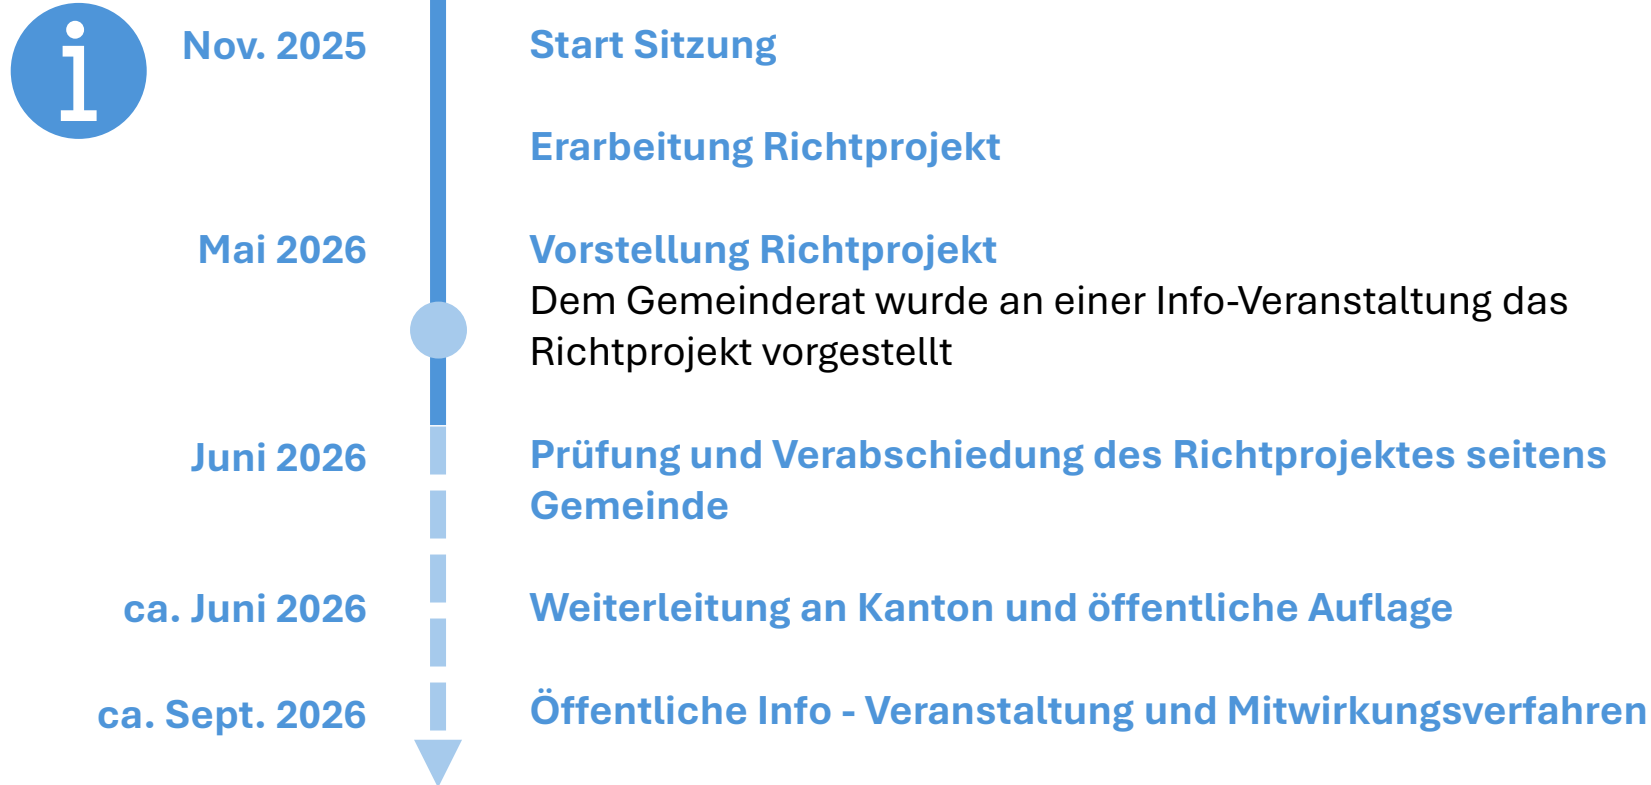 Nov. 2025 Start Sitzung
Erarbeitung Richtprojekt
Mai 2026 Vorstellung Richtprojekt
Dem Gemeinderat wurde an einer Info-Veranstaltung das
Richtprojekt vorgestellt
Juni 2026 Prüfung und Verabschiedung des Richtprojektes seitens
Gemeinde
ca. Juni 2026 Weiterleitung an Kanton und öffentliche Auflage
ca. Sept. 2026 Öffentliche Info - Veranstaltung und Mitwirkungsverfahren